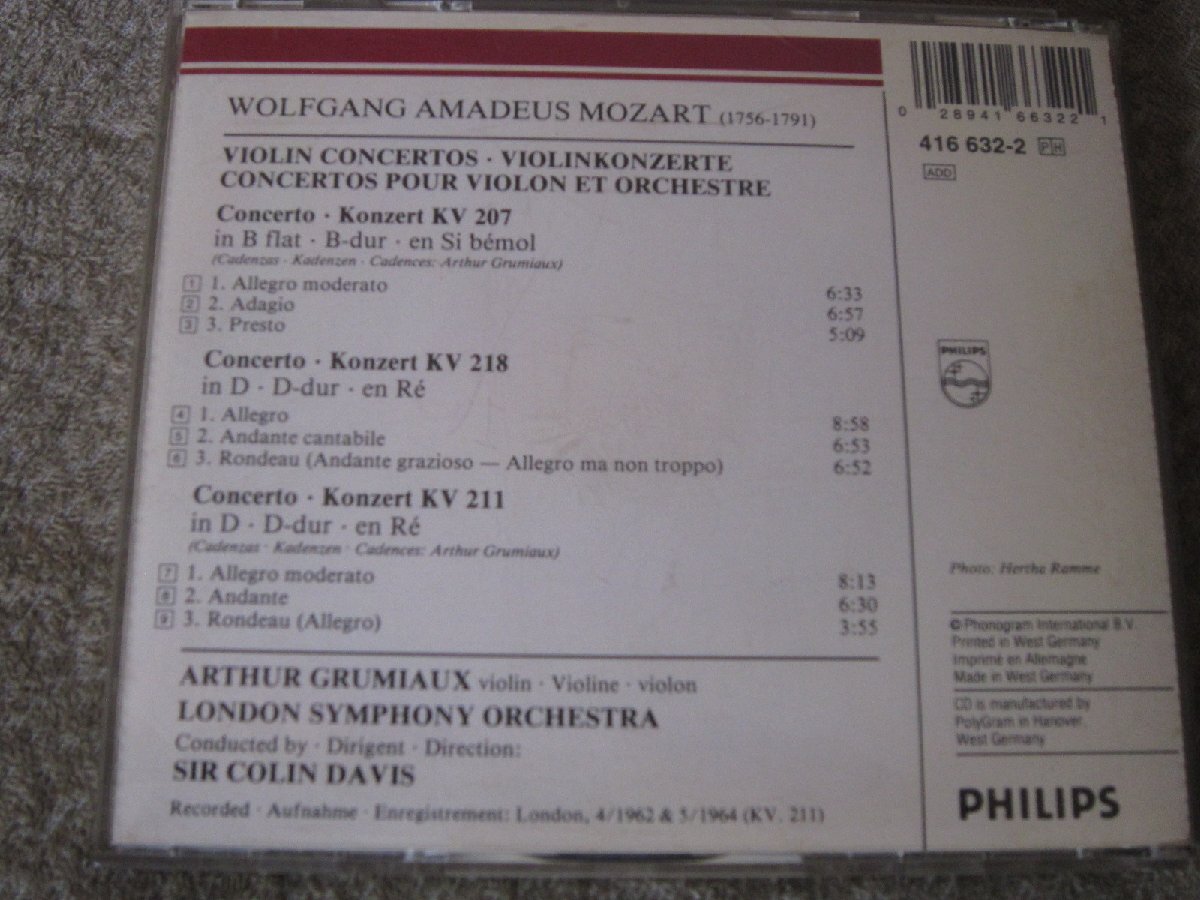 WOLFGANG AMADEUS MOZART (1756-1791)
VIOLIN CONCERTOS · VIOLINKONZERTE
CONCERTOS POUR VIOLON ET ORCHESTRE
Concerto · Konzert KV 207
in B flat · B-dur · en Si bémol
(Cadenzas · Kadenzen · Cadences: Arthur Grumiaux)
1 1. Allegro moderato 6:33
2 2. Adagio 6:57
3 3. Presto 5:09
Concerto · Konzert KV 218
in D · D-dur · en Ré
4 1. Allegro 8:58
5 2. Andante cantabile 6:53
6 3. Rondeau (Andante grazioso — Allegro ma non troppo) 6:52
Concerto · Konzert KV 211
in D · D-dur · en Ré
(Cadenzas · Kadenzen · Cadences: Arthur Grumiaux)
7 1. Allegro moderato 8:13
8 2. Andante 6:30
9 3. Rondeau (Allegro) 3:55
ARTHUR GRUMIAUX violin · Violine · violon
LONDON SYMPHONY ORCHESTRA
Conducted by · Dirigent · Direction:
SIR COLIN DAVIS
Recorded · Aufnahme · Enregistrement: London, 4/1962 & 5/1964 (KV. 211)
0 28941 66322 1
416 632-2 PH
ADD
PHILIPS
Photo: Hertha Ramme
© Phonogram International B.V.
Printed in West Germany
Imprimé en Allemagne
Made in West Germany
CD is manufactured by
PolyGram in Hanover,
West Germany
PHILIPS